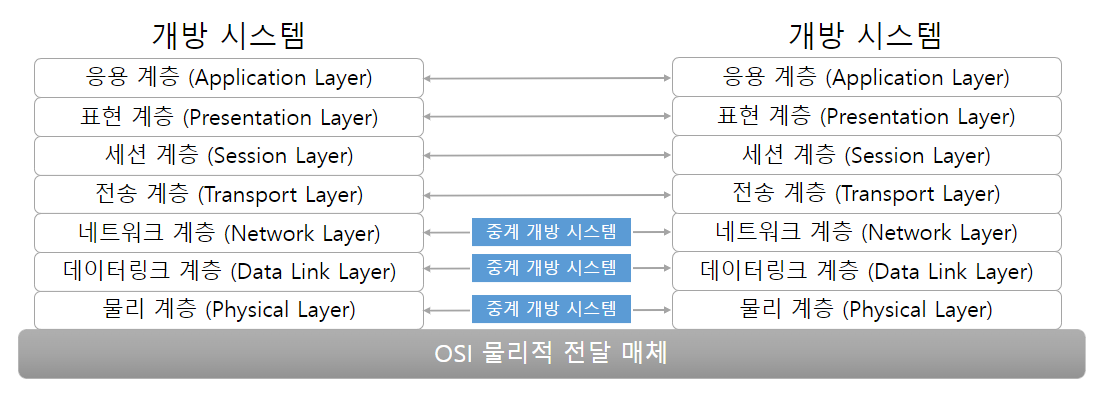 개방 시스템
개방 시스템
응용 계층 (Application Layer)
응용 계층 (Application Layer)
표현 계층 (Presentation Layer)
표현 계층 (Presentation Layer)
세션 계층 (Session Layer)
세션 계층 (Session Layer)
전송 계층 (Transport Layer)
전송 계층 (Transport Layer)
네트워크 계층 (Network Layer)
중계 개방 시스템
네트워크 계층 (Network Layer)
데이터링크 계층 (Data Link Layer)
중계 개방 시스템
데이터링크 계층 (Data Link Layer)
물리 계층 (Physical Layer)
중계 개방 시스템
물리 계층 (Physical Layer)
OSI 물리적 전달 매체